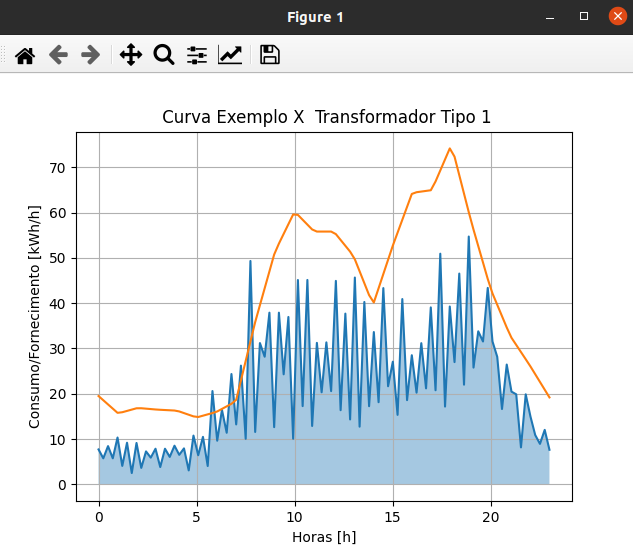 Figure 1
Curva Exemplo X  Transformador Tipo 1
Consumo/Fornecimento [kWh/h]
70
60
50
40
30
20
10
0
0 5 10 15 20
Horas [h]